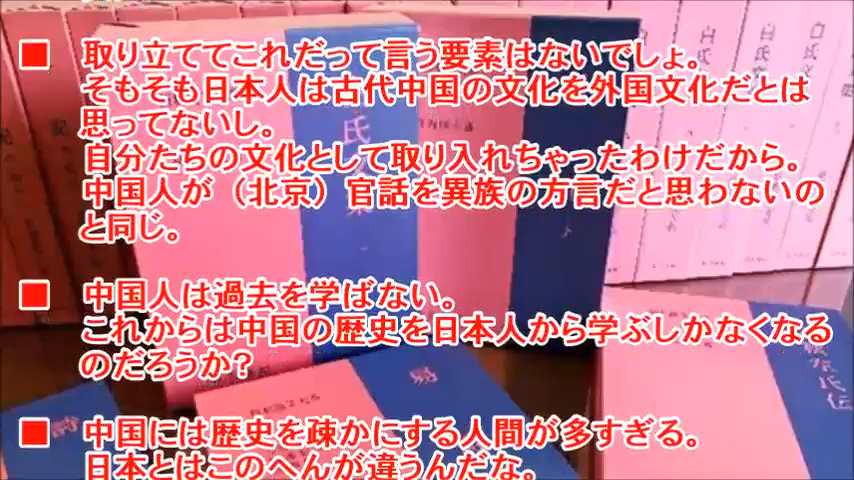 ■ 取り立ててこれだって言う要素はないでしょ。
そもそも日本人は古代中国の文化を外国文化だとは
思ってないし。
自分たちの文化として取り入れちゃったわけだから。
中国人が（北京）官話を異族の方言だと思わないの
と同じ。
■ 中国人は過去を学ばない。
これからは中国の歴史を日本人から学ぶしかなくなる
のだろうか？
■ 中国には歴史を疎かにする人間が多すぎる。
日本とはこのへんが違うんだな。